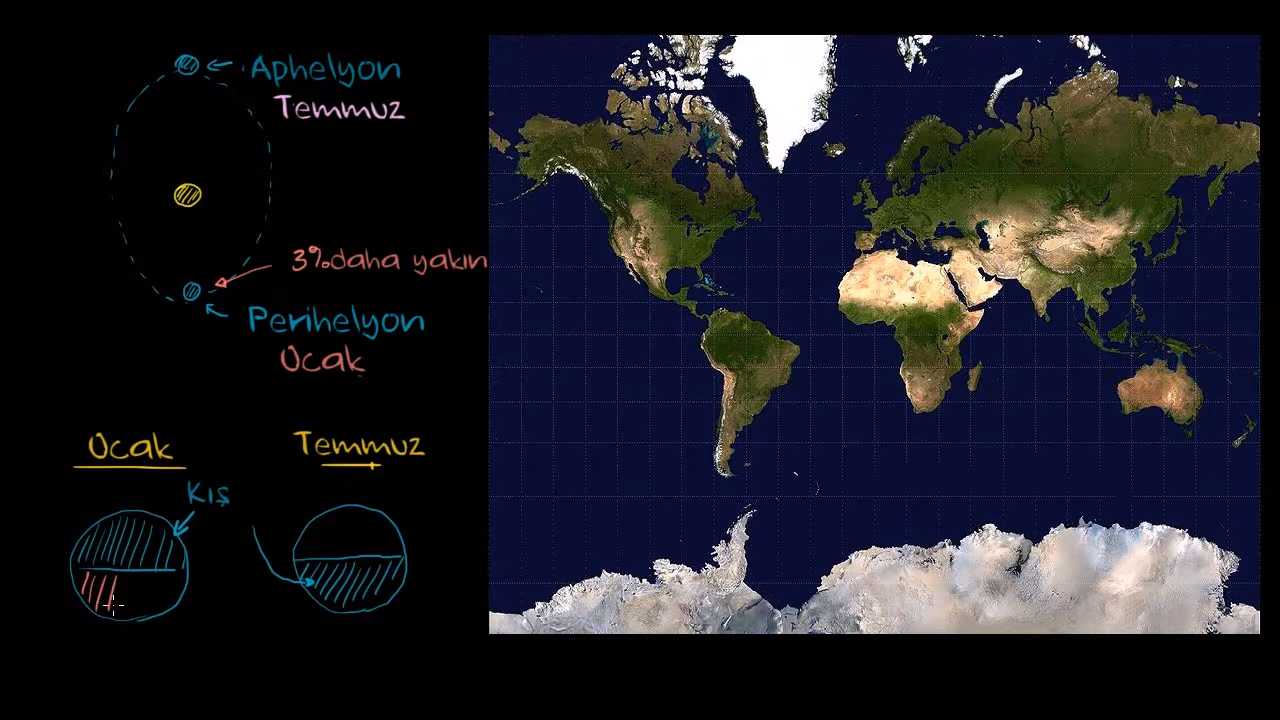 Aphelyon
Temmuz
3% daha yakın
Perihelyon
Ocak
Ocak
Temmuz
Kış